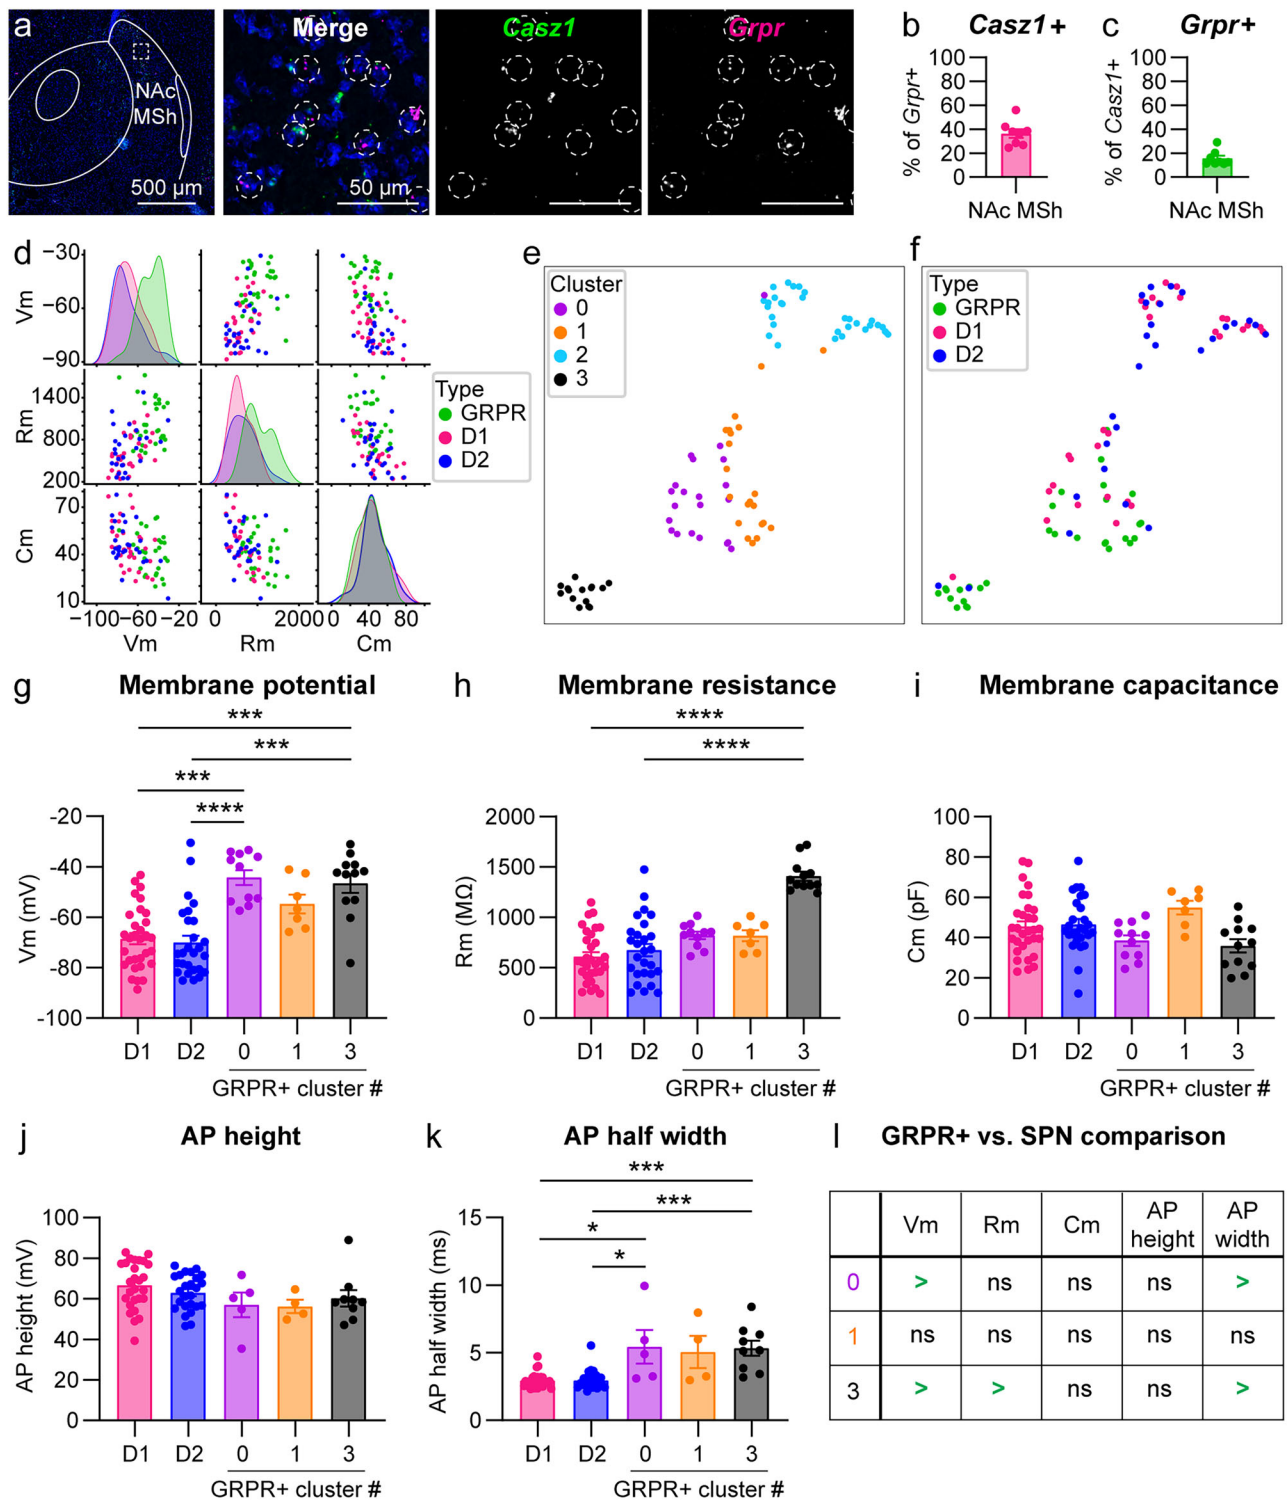 a
Merge
Casz1
Grpr
NAc
MSh
500 µm
50 µm
b
Casz1+
% of Grpr+
100
80
60
40
20
0
NAc MSh
c
Grpr+
% of Casz1+
100
80
60
40
20
0
NAc MSh
d
Vm
−30
−60
−90
Rm
1400
800
200
Cm
70
40
10
−100−60 −20
Vm
0
2000
Rm
0 40 80
Cm
Type
GRPR
D1
D2
e
Cluster
0
1
2
3
f
Type
GRPR
D1
D2
g
Membrane potential
***
***
***
****
Vm (mV)
-20
-40
-60
-80
-100
D1 D2 0 1 3
GRPR+ cluster #
h
Membrane resistance
****
****
Rm (MΩ)
2000
1500
1000
500
0
D1 D2 0 1 3
GRPR+ cluster #
i
Membrane capacitance
Cm (pF)
100
80
60
40
20
0
D1 D2 0 1 3
GRPR+ cluster #
j
AP height
AP height (mV)
100
80
60
40
20
0
D1 D2 0 1 3
GRPR+ cluster #
k
AP half width
***
***
*
*
AP half width (ms)
15
10
5
0
D1 D2 0 1 3
GRPR+ cluster #
l
GRPR+ vs. SPN comparison
Vm Rm Cm AP height AP width
0 > ns ns ns >
1 ns ns ns ns ns
3 > > ns ns >